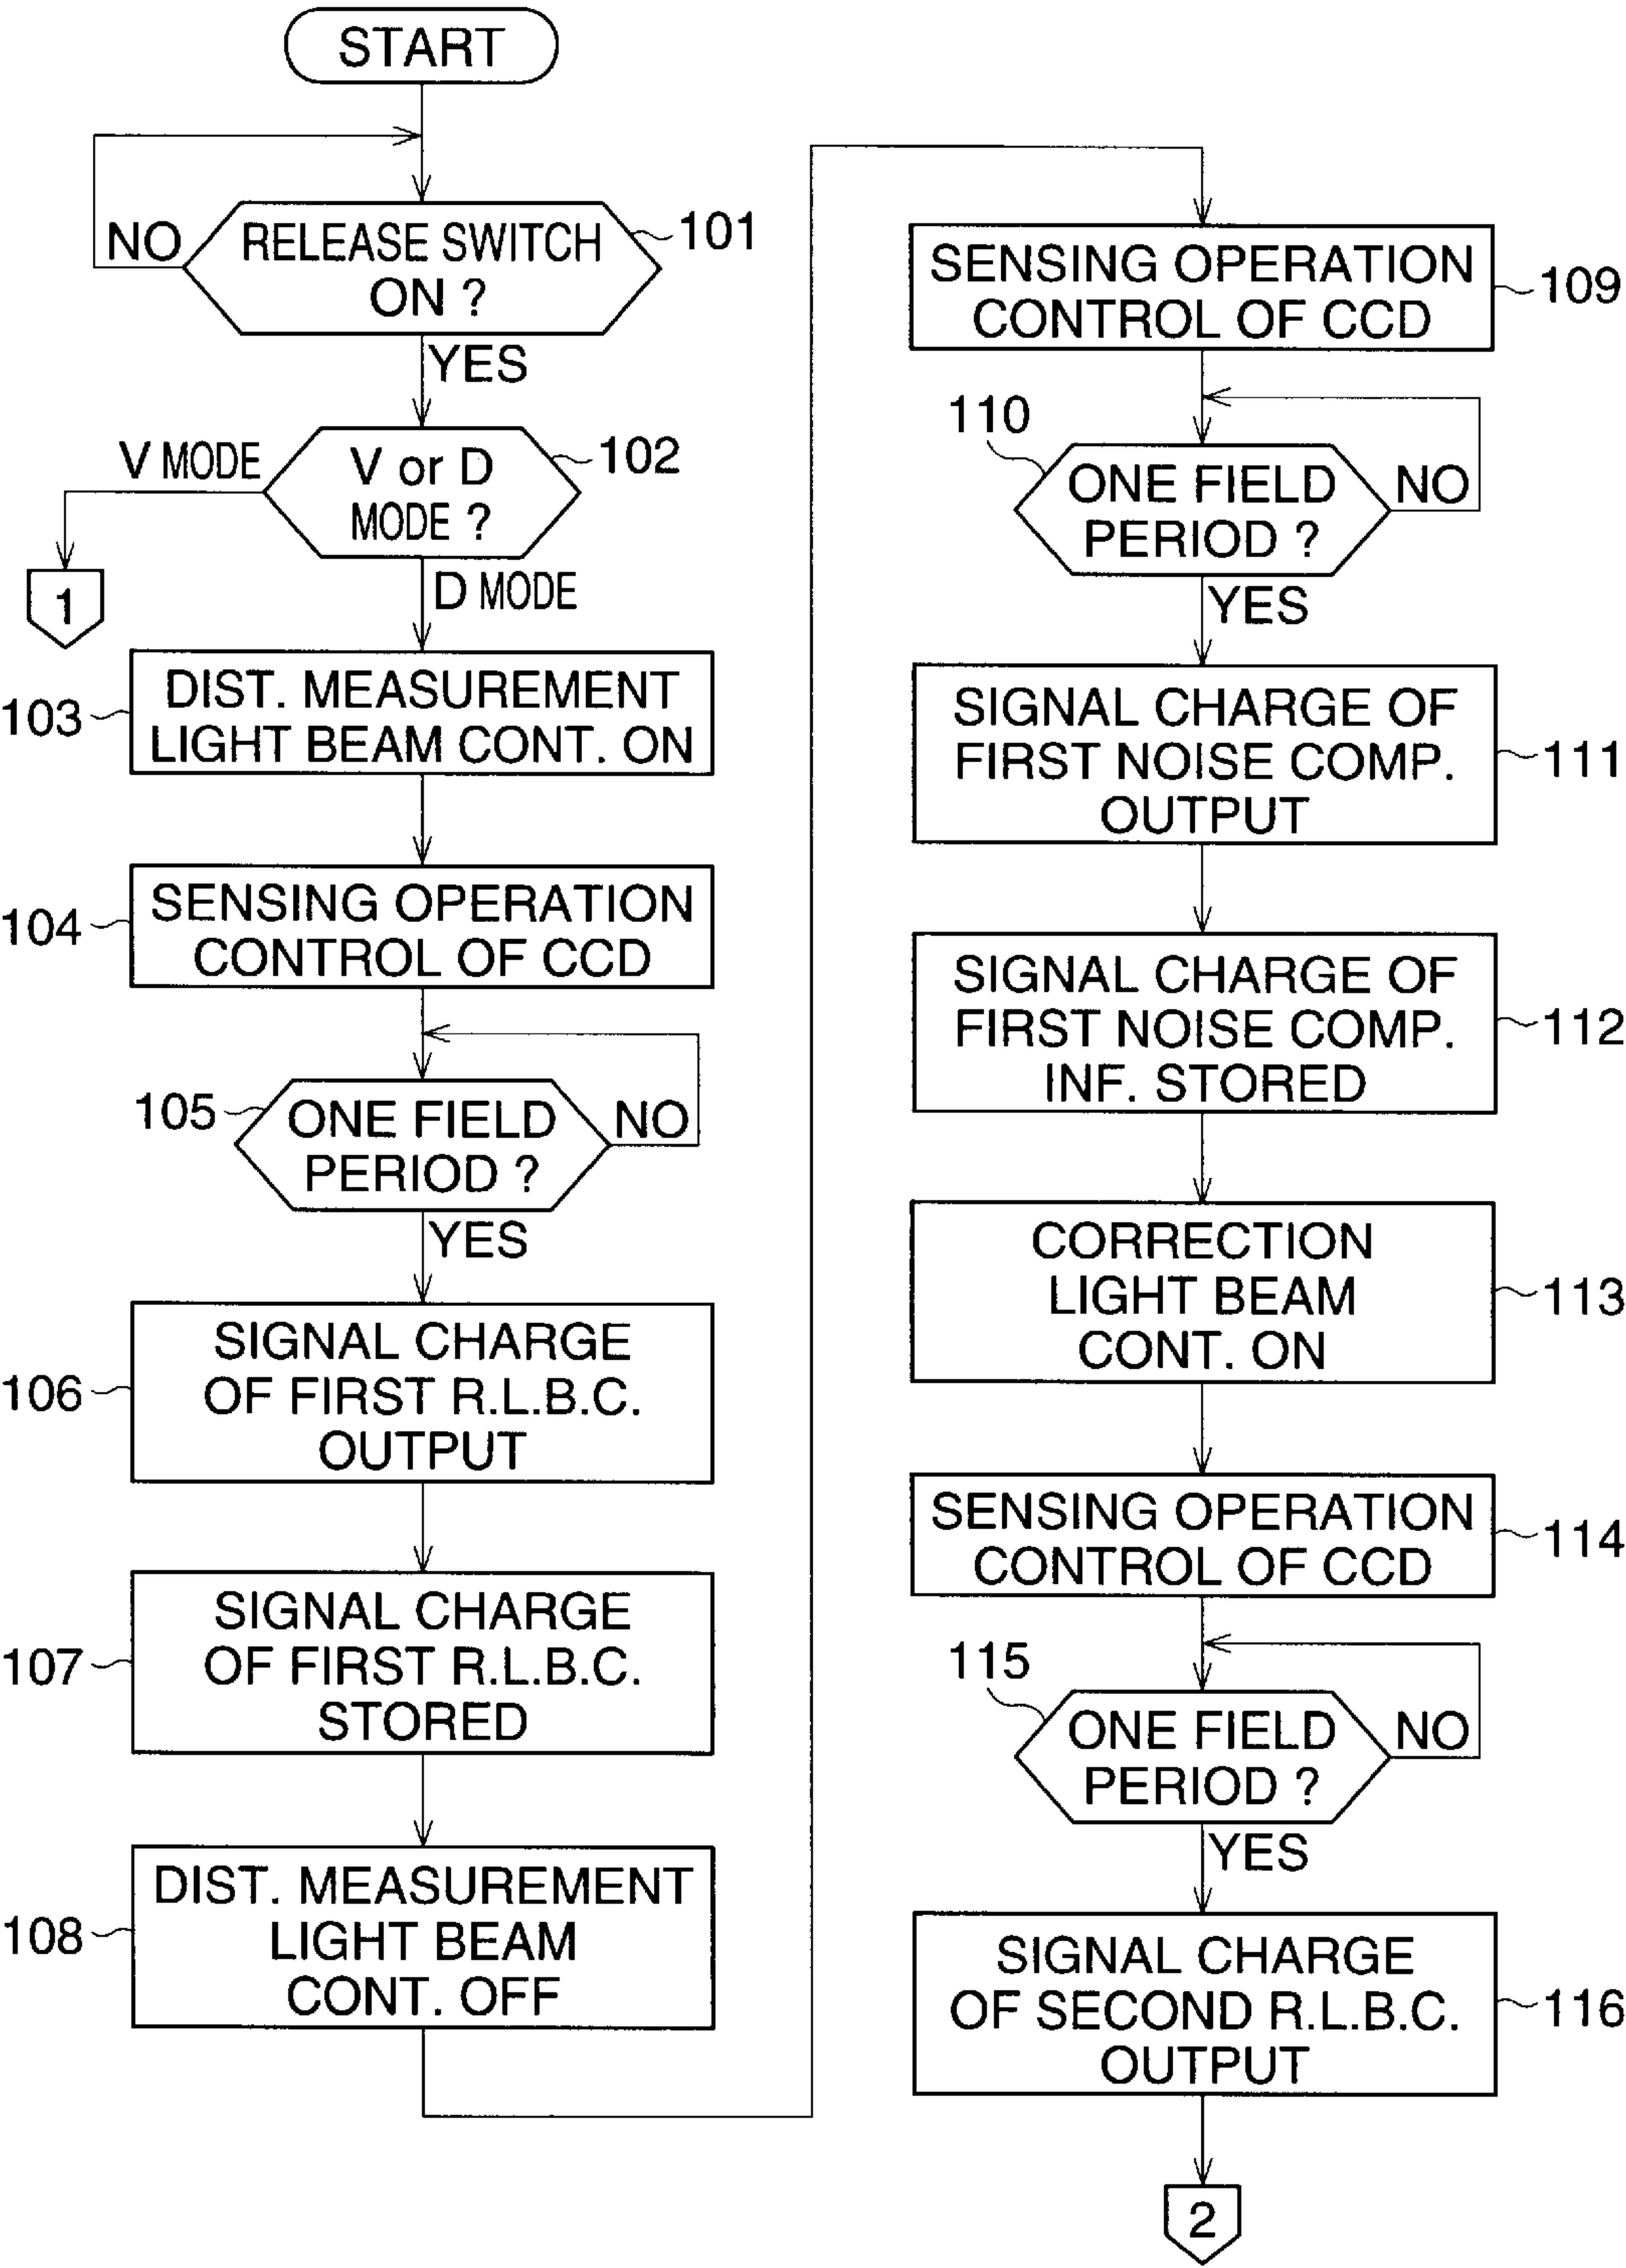 START
NO
RELEASE SWITCH
ON ?
101
YES
V MODE
V or D
MODE ?
102
1
D MODE
103
DIST. MEASUREMENT
LIGHT BEAM CONT. ON
104
SENSING OPERATION
CONTROL OF CCD
105
ONE FIELD
PERIOD ?
NO
YES
106
SIGNAL CHARGE
OF FIRST R.L.B.C.
OUTPUT
107
SIGNAL CHARGE
OF FIRST R.L.B.C.
STORED
108
DIST. MEASUREMENT
LIGHT BEAM
CONT. OFF
SENSING OPERATION
CONTROL OF CCD
109
110
ONE FIELD
PERIOD ?
NO
YES
SIGNAL CHARGE OF
FIRST NOISE COMP.
OUTPUT
111
SIGNAL CHARGE OF
FIRST NOISE COMP.
INF. STORED
112
CORRECTION
LIGHT BEAM
CONT. ON
113
SENSING OPERATION
CONTROL OF CCD
114
115
ONE FIELD
PERIOD ?
NO
YES
SIGNAL CHARGE
OF SECOND R.L.B.C.
OUTPUT
116
2